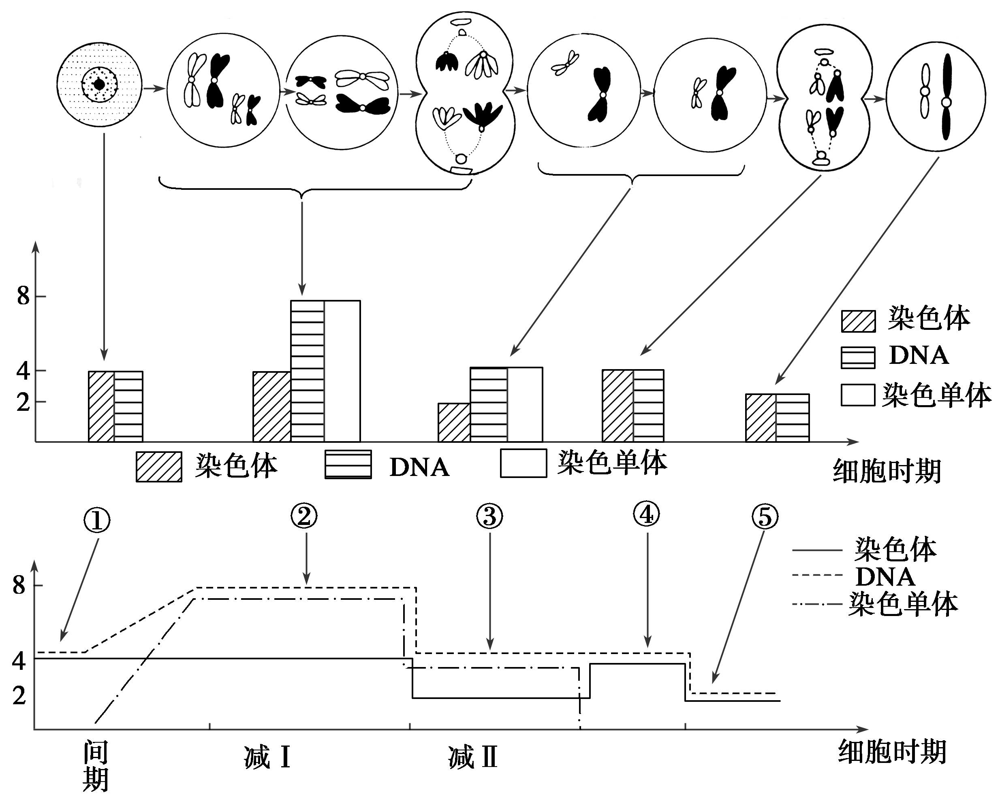 8
4
2
染色体
DNA
染色单体
染色体 DNA 染色单体
细胞时期
① ② ③ ④ ⑤
染色体
DNA
染色单体
8
4
2
间期 减Ⅰ 减Ⅱ 细胞时期